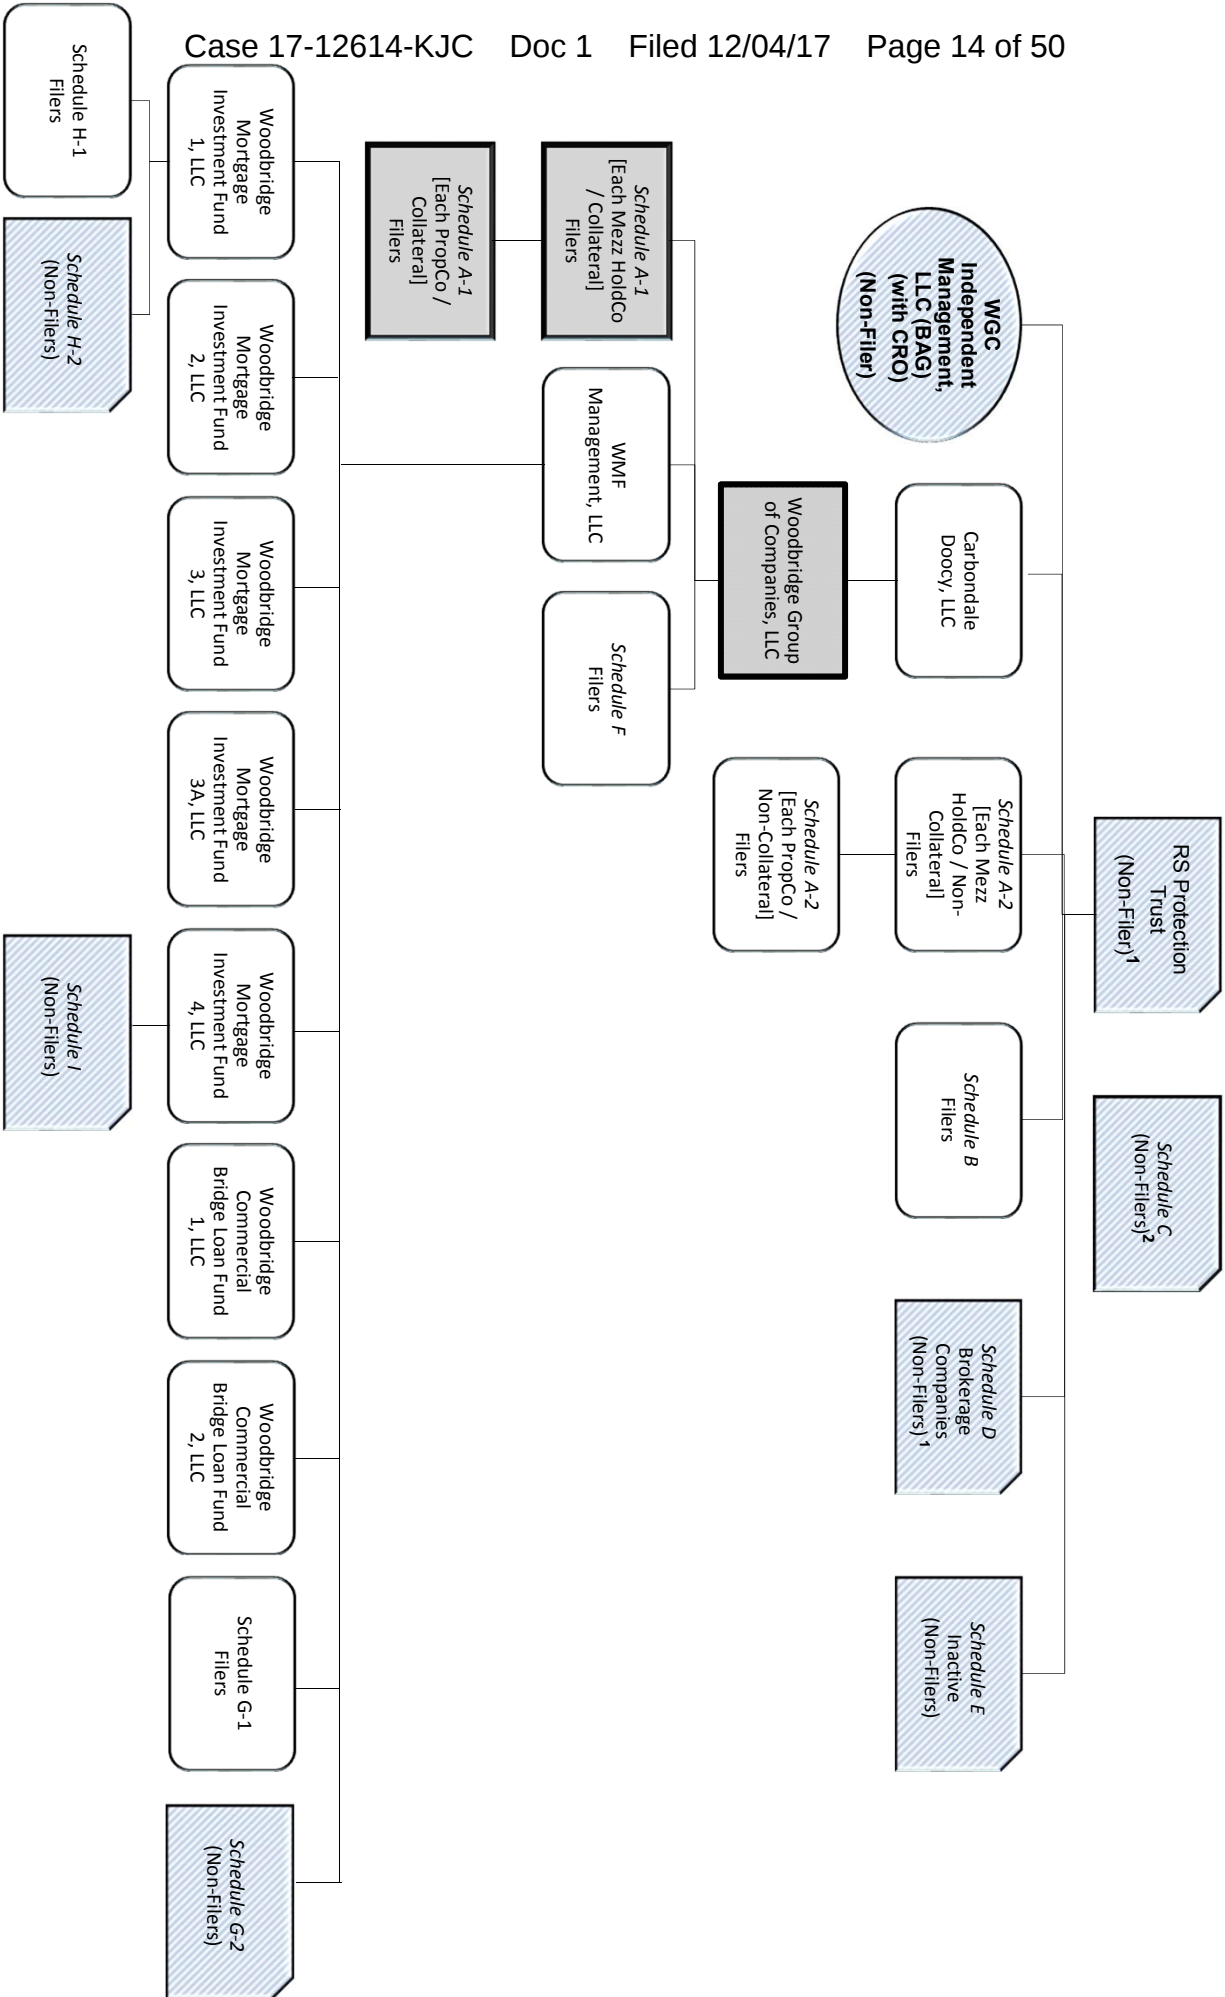 Case 17-12614-KJC Doc 1 Filed 12/04/17 Page 14 of 50
RS Protection
Trust
(Non-Filer)1
Schedule C
(Non-Filers)2
WGC
Independent
Management,
LLC (BAG)
(with CRO)
(Non-Filer)
Carbondale
Doocy, LLC
Schedule A-2
[Each Mezz
HoldCo / Non-
Collateral]
Filers
Schedule B
Filers
Schedule D
Brokerage
Companies
(Non-Filers)1
Schedule E
Inactive
(Non-Filers)
Woodbridge Group
of Companies, LLC
Schedule A-2
[Each PropCo /
Non-Collateral]
Filers
Schedule A-1
[Each Mezz HoldCo
/ Collateral]
Filers
WMF
Management, LLC
Schedule F
Filers
Schedule A-1
[Each PropCo /
Collateral]
Filers
Woodbridge
Mortgage
Investment Fund
1, LLC
Woodbridge
Mortgage
Investment Fund
2, LLC
Woodbridge
Mortgage
Investment Fund
3, LLC
Woodbridge
Mortgage
Investment Fund
3A, LLC
Woodbridge
Mortgage
Investment Fund
4, LLC
Woodbridge
Commercial
Bridge Loan Fund
1, LLC
Woodbridge
Commercial
Bridge Loan Fund
2, LLC
Schedule G-1
Filers
Schedule G-2
(Non-Filers)
Schedule H-1
Filers
Schedule H-2
(Non-Filers)
Schedule I
(Non-Filers)